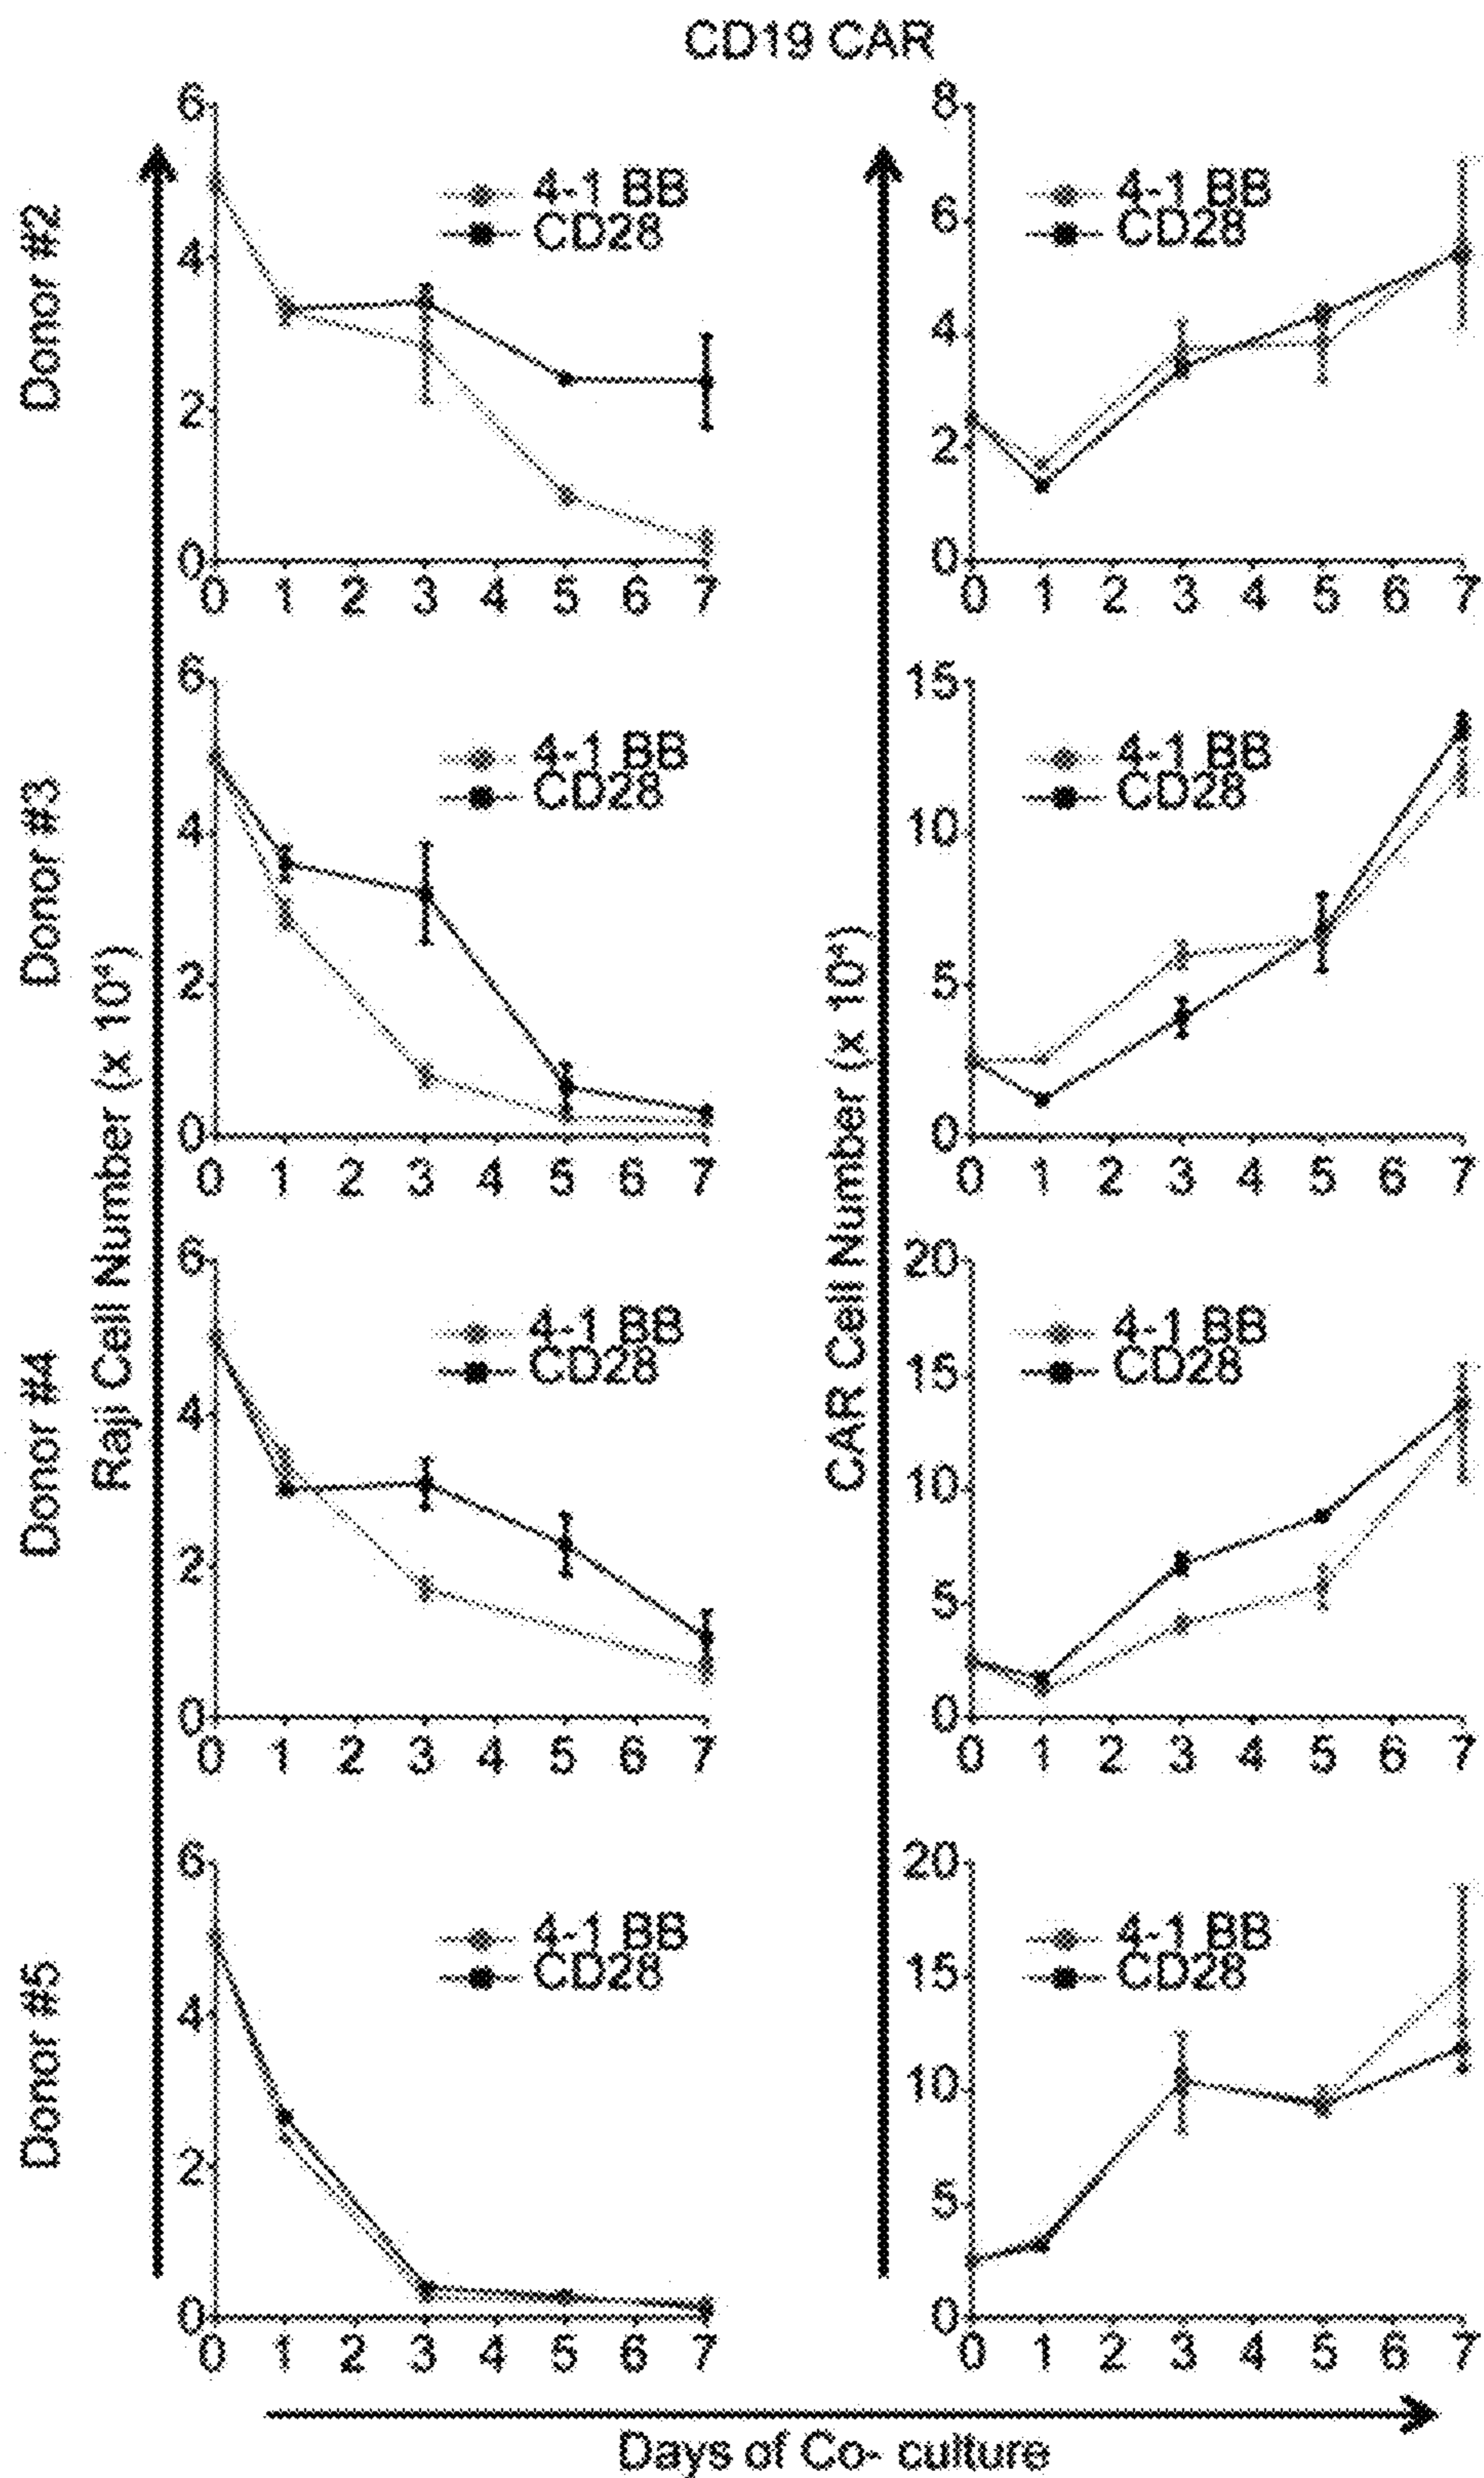 CD19 CAR
Donor #2
6
4
2
0
0 1 2 3 4 5 6 7
4-1 BB
CD28
8
6
4
2
0
0 1 2 3 4 5 6 7
4-1 BB
CD28
Donor #3
6
4
2
0
0 1 2 3 4 5 6 7
4-1 BB
CD28
15
10
5
0
0 1 2 3 4 5 6 7
4-1 BB
CD28
Raji Cell Number (x 10⁴)
CAR Cell Number (x 10⁴)
Donor #4
6
4
2
0
0 1 2 3 4 5 6 7
4-1 BB
CD28
20
15
10
5
0
0 1 2 3 4 5 6 7
4-1 BB
CD28
Donor #5
6
4
2
0
0 1 2 3 4 5 6 7
4-1 BB
CD28
20
15
10
5
0
0 1 2 3 4 5 6 7
4-1 BB
CD28
Days of Co- culture